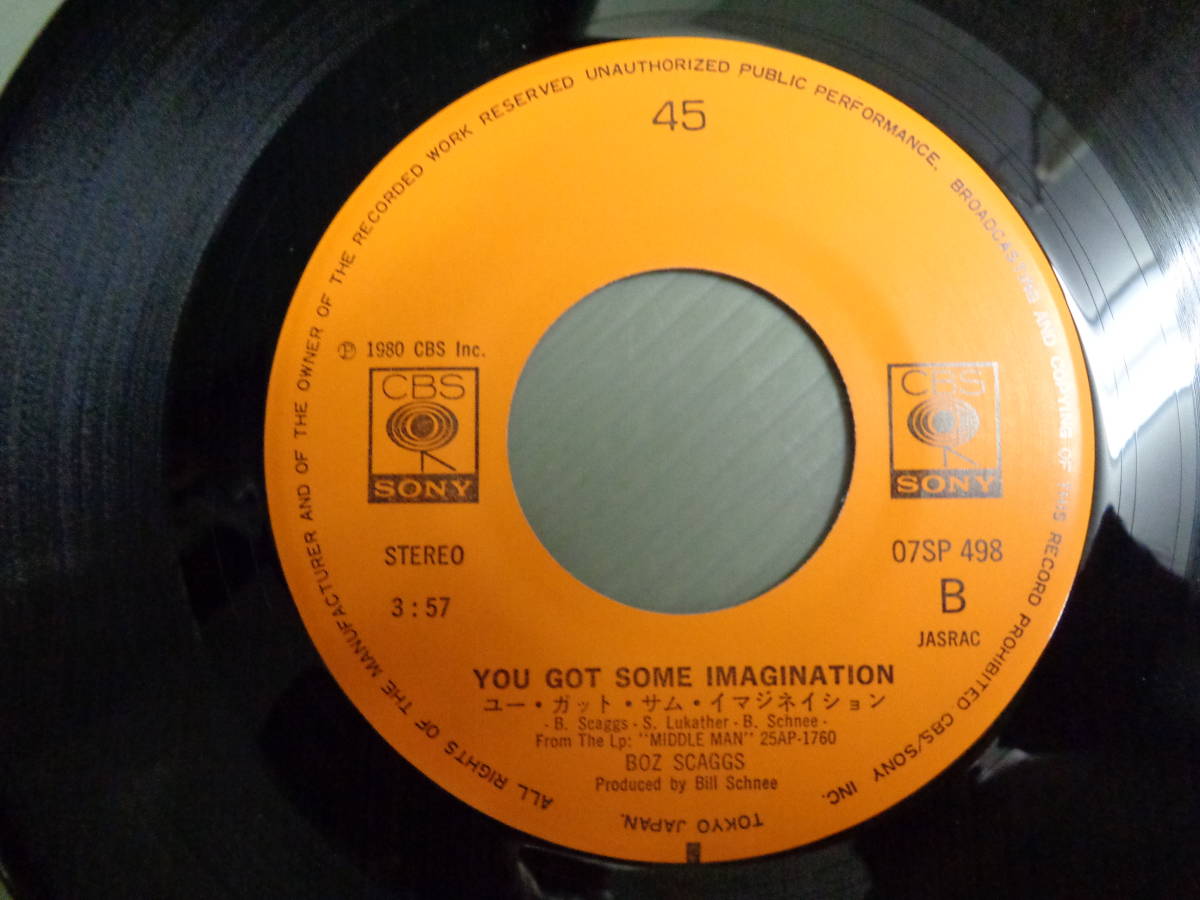 45
ALL RIGHTS OF THE MANUFACTURER AND OF THE OWNER OF THE RECORDED WORK RESERVED UNAUTHORIZED PUBLIC PERFORMANCE. BROADCASTING AND COPYING OF THIS RECORD PROHIBITED CBS/SONY INC.
TOKYO JAPAN.
Ⓟ 1980 CBS Inc.
CBS
SONY
CBS
SONY
STEREO
3:57
07SP 498
B
JASRAC
YOU GOT SOME IMAGINATION
ユー・ガット・サム・イマジネイション
- B. Scaggs - S. Lukather - B. Schnee -
From The Lp: "MIDDLE MAN" 25AP-1760
BOZ SCAGGS
Produced by Bill Schnee